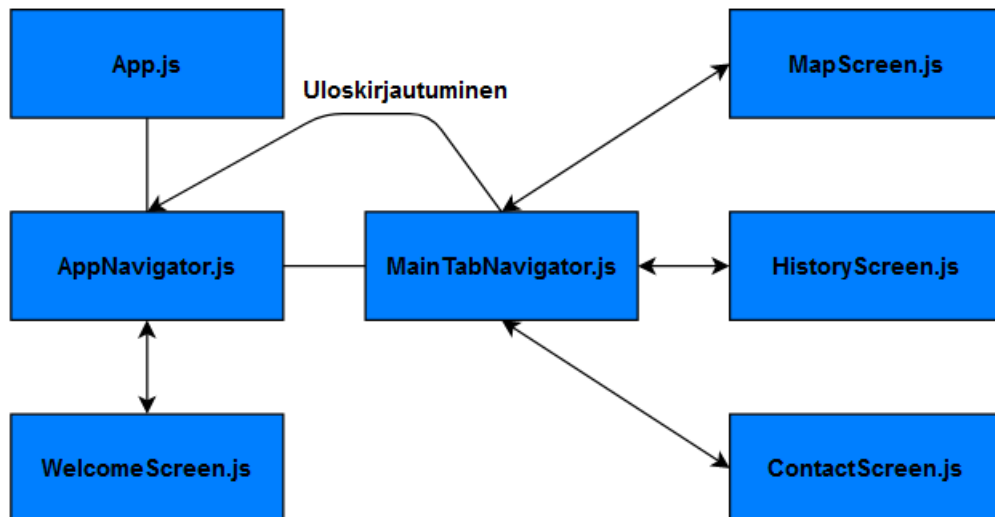 App.js
MapScreen.js
Uloskirjautuminen
AppNavigator.js
MainTabNavigator.js
HistoryScreen.js
WelcomeScreen.js
ContactScreen.js